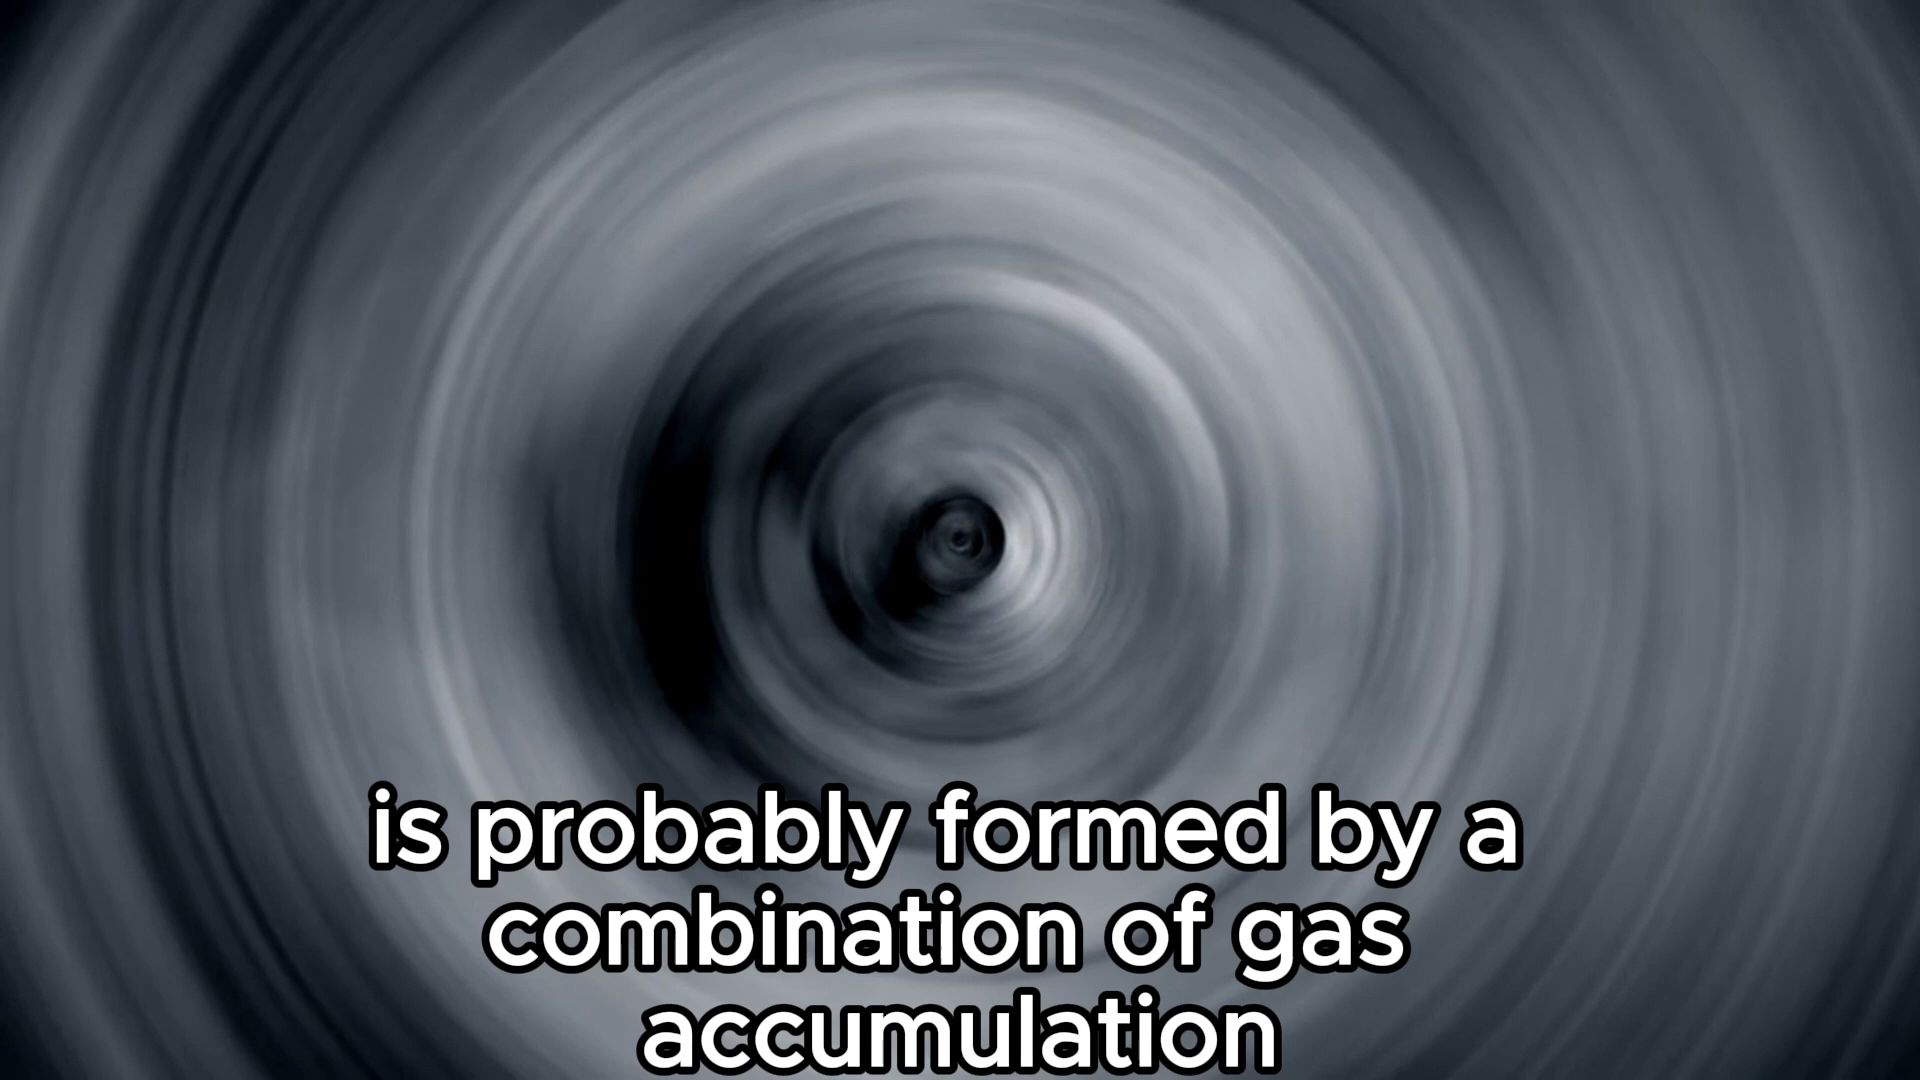 is probably formed by a
combination of gas
accumulation